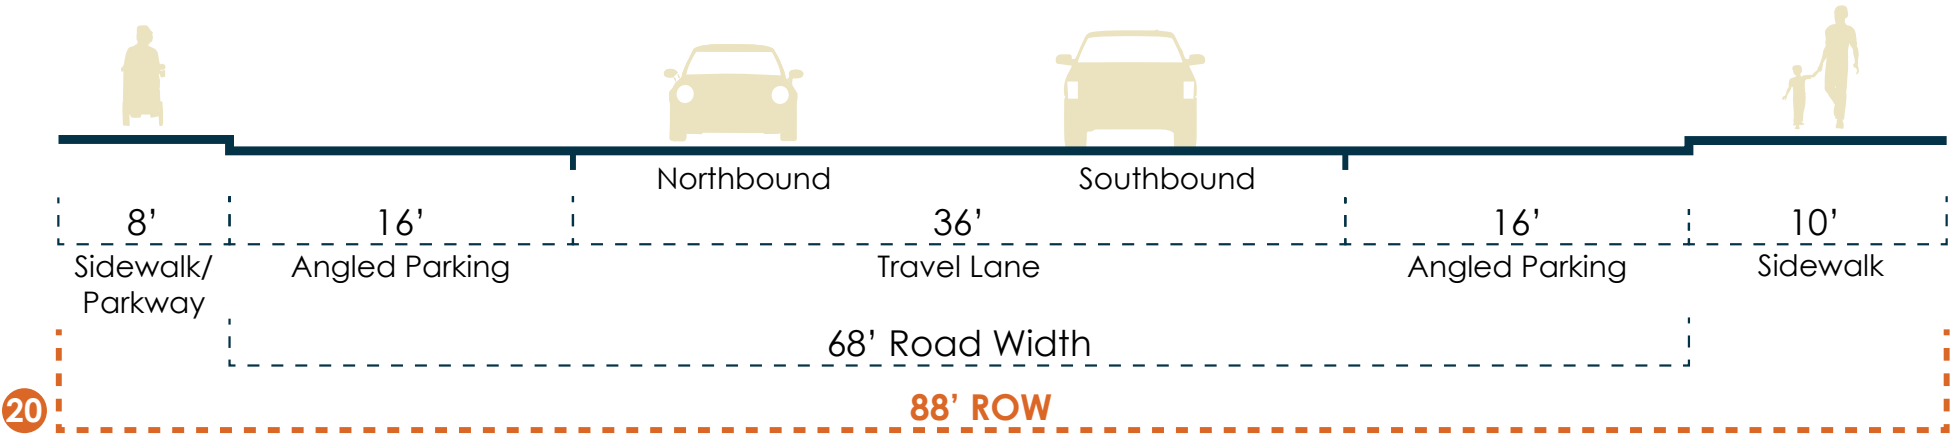 Northbound
Southbound
8’
16’
36’
16’
10’
Sidewalk/
Parkway
Angled Parking
Travel Lane
Angled Parking
Sidewalk
68’ Road Width
20
88’ ROW